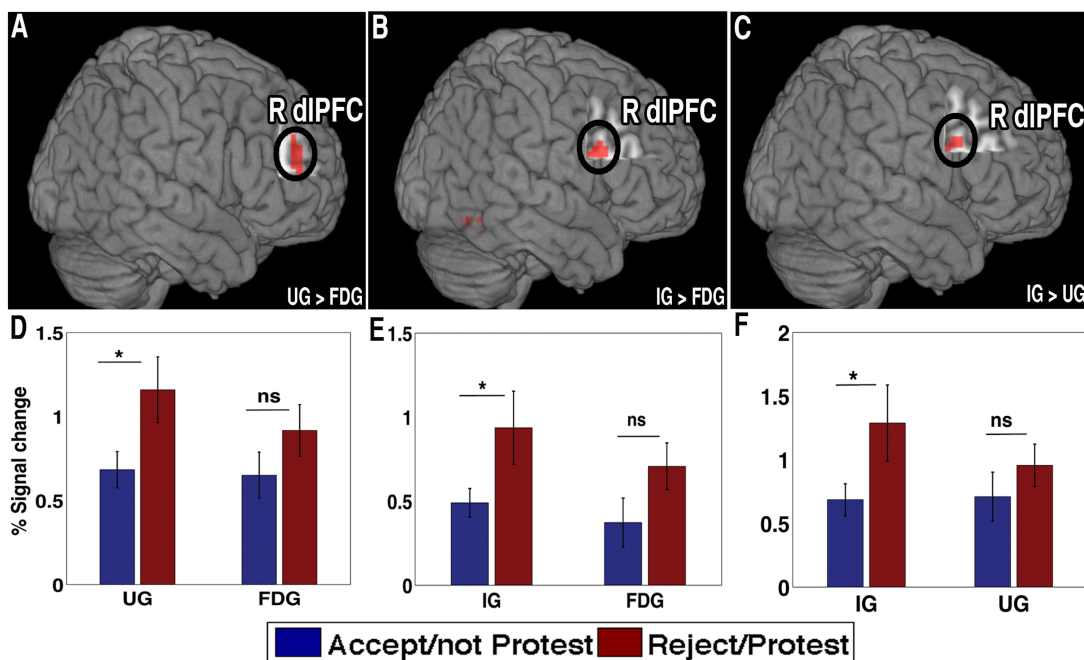 A
R dlPFC
UG > FDG
B
R dlPFC
IG > FDG
C
R dlPFC
IG > UG
D
% Signal change
1.5
1
0.5
0
*
ns
UG
FDG
E
1.5
1
0.5
0
*
ns
IG
FDG
F
2
1.5
1
0.5
0
*
ns
IG
UG
Accept/not Protest
Reject/Protest